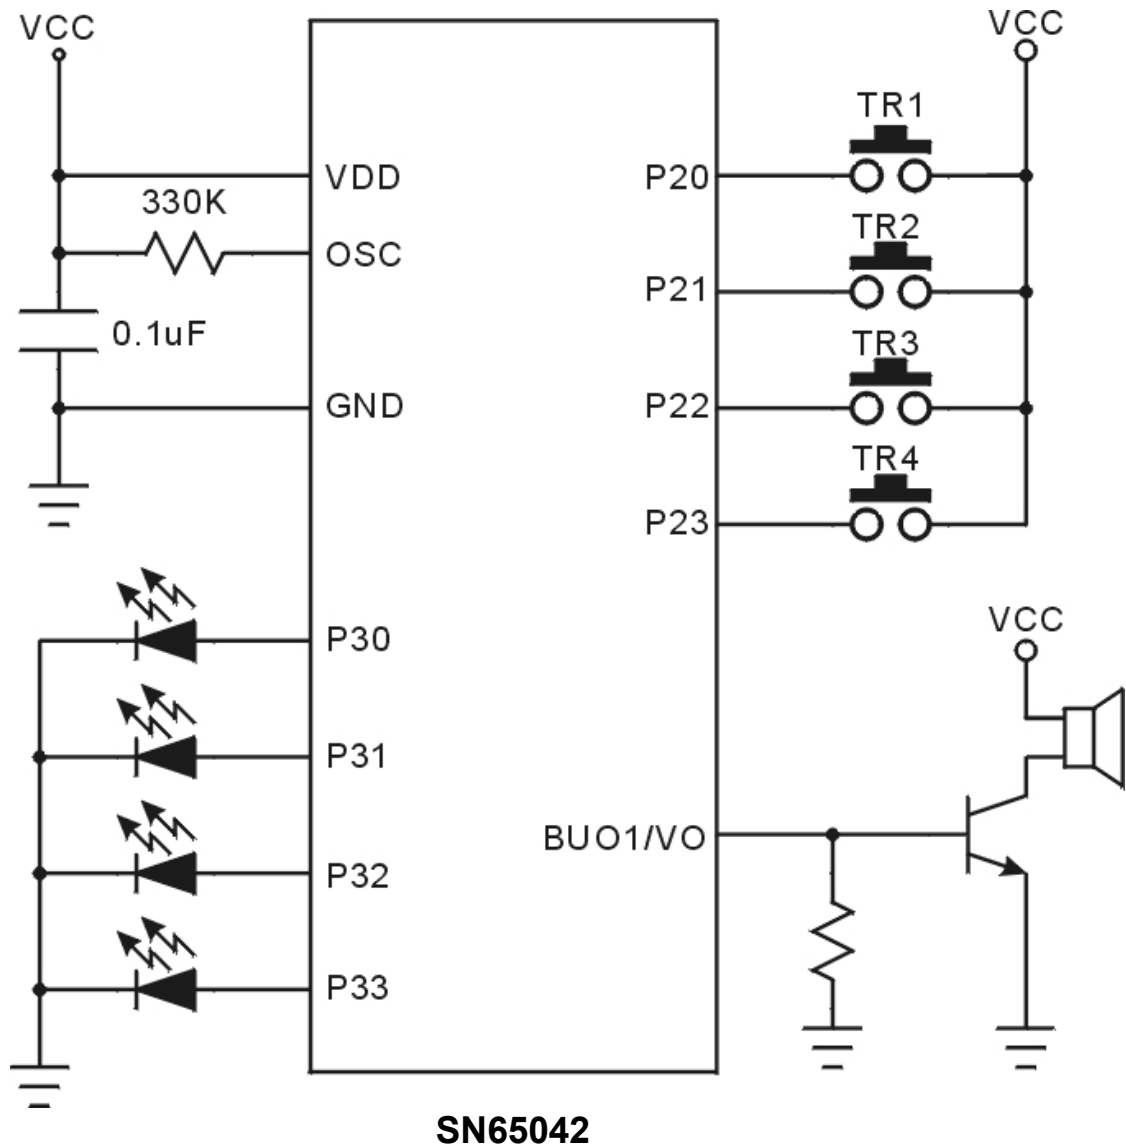 VCC
VCC
TR1
VDD
P20
330K
TR2
OSC
P21
0.1uF
TR3
GND
P22
TR4
P23
VCC
P30
P31
BUO1/VO
P32
P33
SN65042